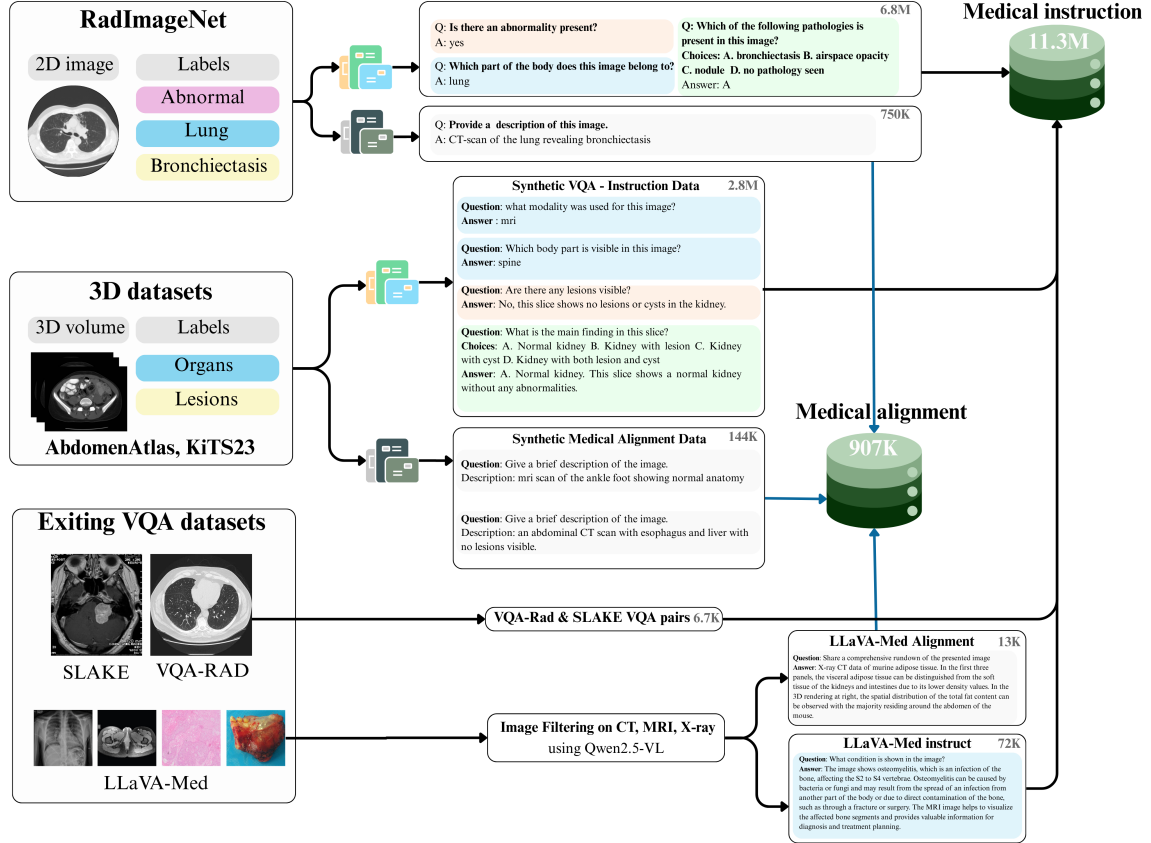 RadImageNet
2D image
Labels
Abnormal
Lung
Bronchiectasis
6.8M
Q: Is there an abnormality present?
A: yes
Q: Which part of the body does this image belong to?
A: lung
Q: Which of the following pathologies is
present in this image?
Choices: A. bronchiectasis B. airspace opacity
C. nodule D. no pathology seen
Answer: A
750K
Q: Provide a description of this image.
A: CT-scan of the lung revealing bronchiectasis
Medical instruction
11.3M
3D datasets
3D volume
Labels
Organs
Lesions
AbdomenAtlas, KiTS23
Synthetic VQA - Instruction Data
2.8M
Question: what modality was used for this image?
Answer : mri
Question: Which body part is visible in this image?
Answer: spine
Question: Are there any lesions visible?
Answer: No, this slice shows no lesions or cysts in the kidney.
Question: What is the main finding in this slice?
Choices: A. Normal kidney B. Kidney with lesion C. Kidney
with cyst D. Kidney with both lesion and cyst
Answer: A. Normal kidney. This slice shows a normal kidney
without any abnormalities.
Synthetic Medical Alignment Data
144K
Question: Give a brief description of the image.
Description: mri scan of the ankle foot showing normal anatomy
Question: Give a brief description of the image.
Description: an abdominal CT scan with esophagus and liver with
no lesions visible.
Medical alignment
907K
Exiting VQA datasets
SLAKE
VQA-RAD
LLaVA-Med
VQA-Rad & SLAKE VQA pairs 6.7K
Image Filtering on CT, MRI, X-ray
using Qwen2.5-VL
LLaVA-Med Alignment
13K
Question: Share a comprehensive rundown of the presented image
Answer: X-ray CT data of murine adipose tissue. In the first three
panels, the visceral adipose tissue can be distinguished from the soft
tissue of the kidneys and intestines due to its lower density values. In the
3D rendering at right, the spatial distribution of the total fat content can
be observed with the majority residing around the abdomen of the
mouse.
LLaVA-Med instruct
72K
Question: What condition is shown in the image?
Answer: The image shows osteomyelitis, which is an infection of the
bone, affecting the S2 to S4 vertebrae. Osteomyelitis can be caused by
bacteria or fungi and may result from the spread of an infection from
another part of the body or due to direct contamination of the bone,
such as through a fracture or surgery. The MRI image helps to visualize
the affected bone segments and provides valuable information for
diagnosis and treatment planning.